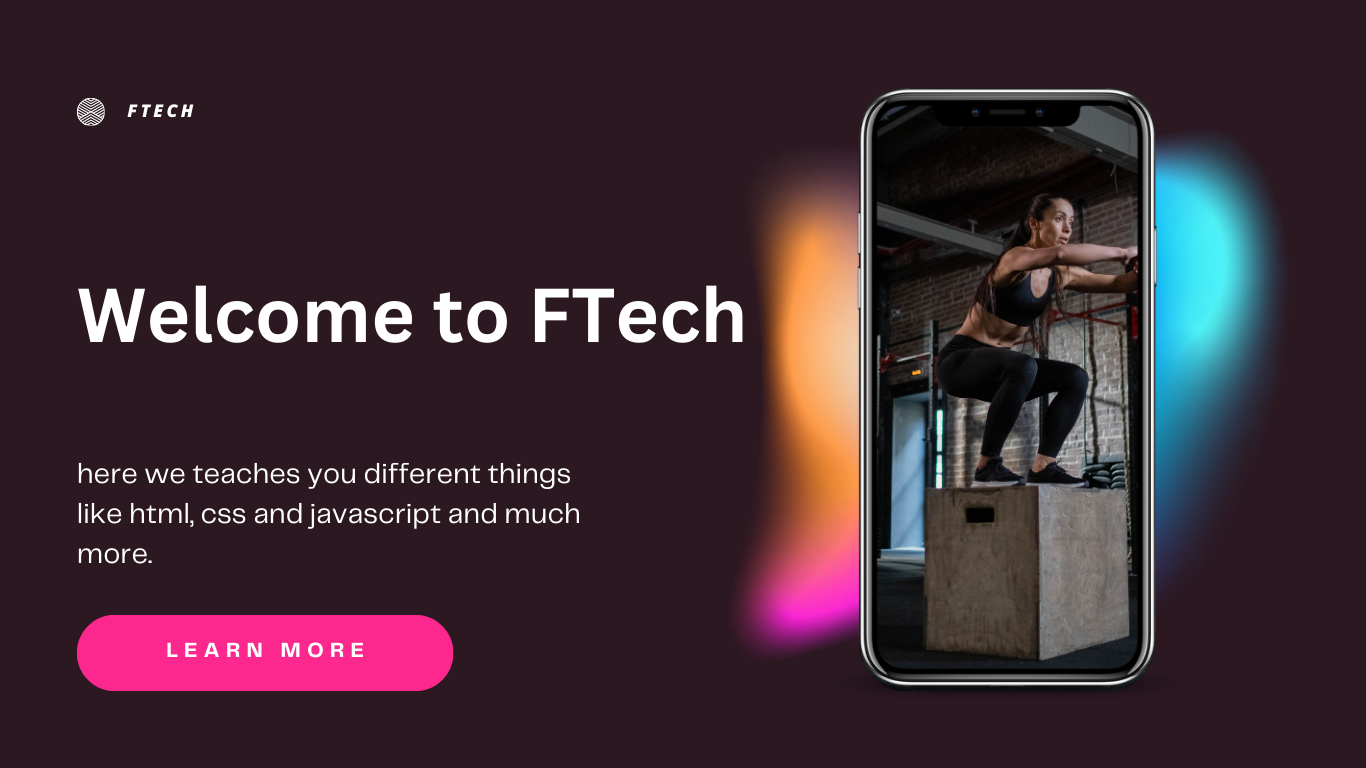 FTECH
Welcome to FTech
here we teaches you different things
like html, css and javascript and much
more.
LEARN MORE